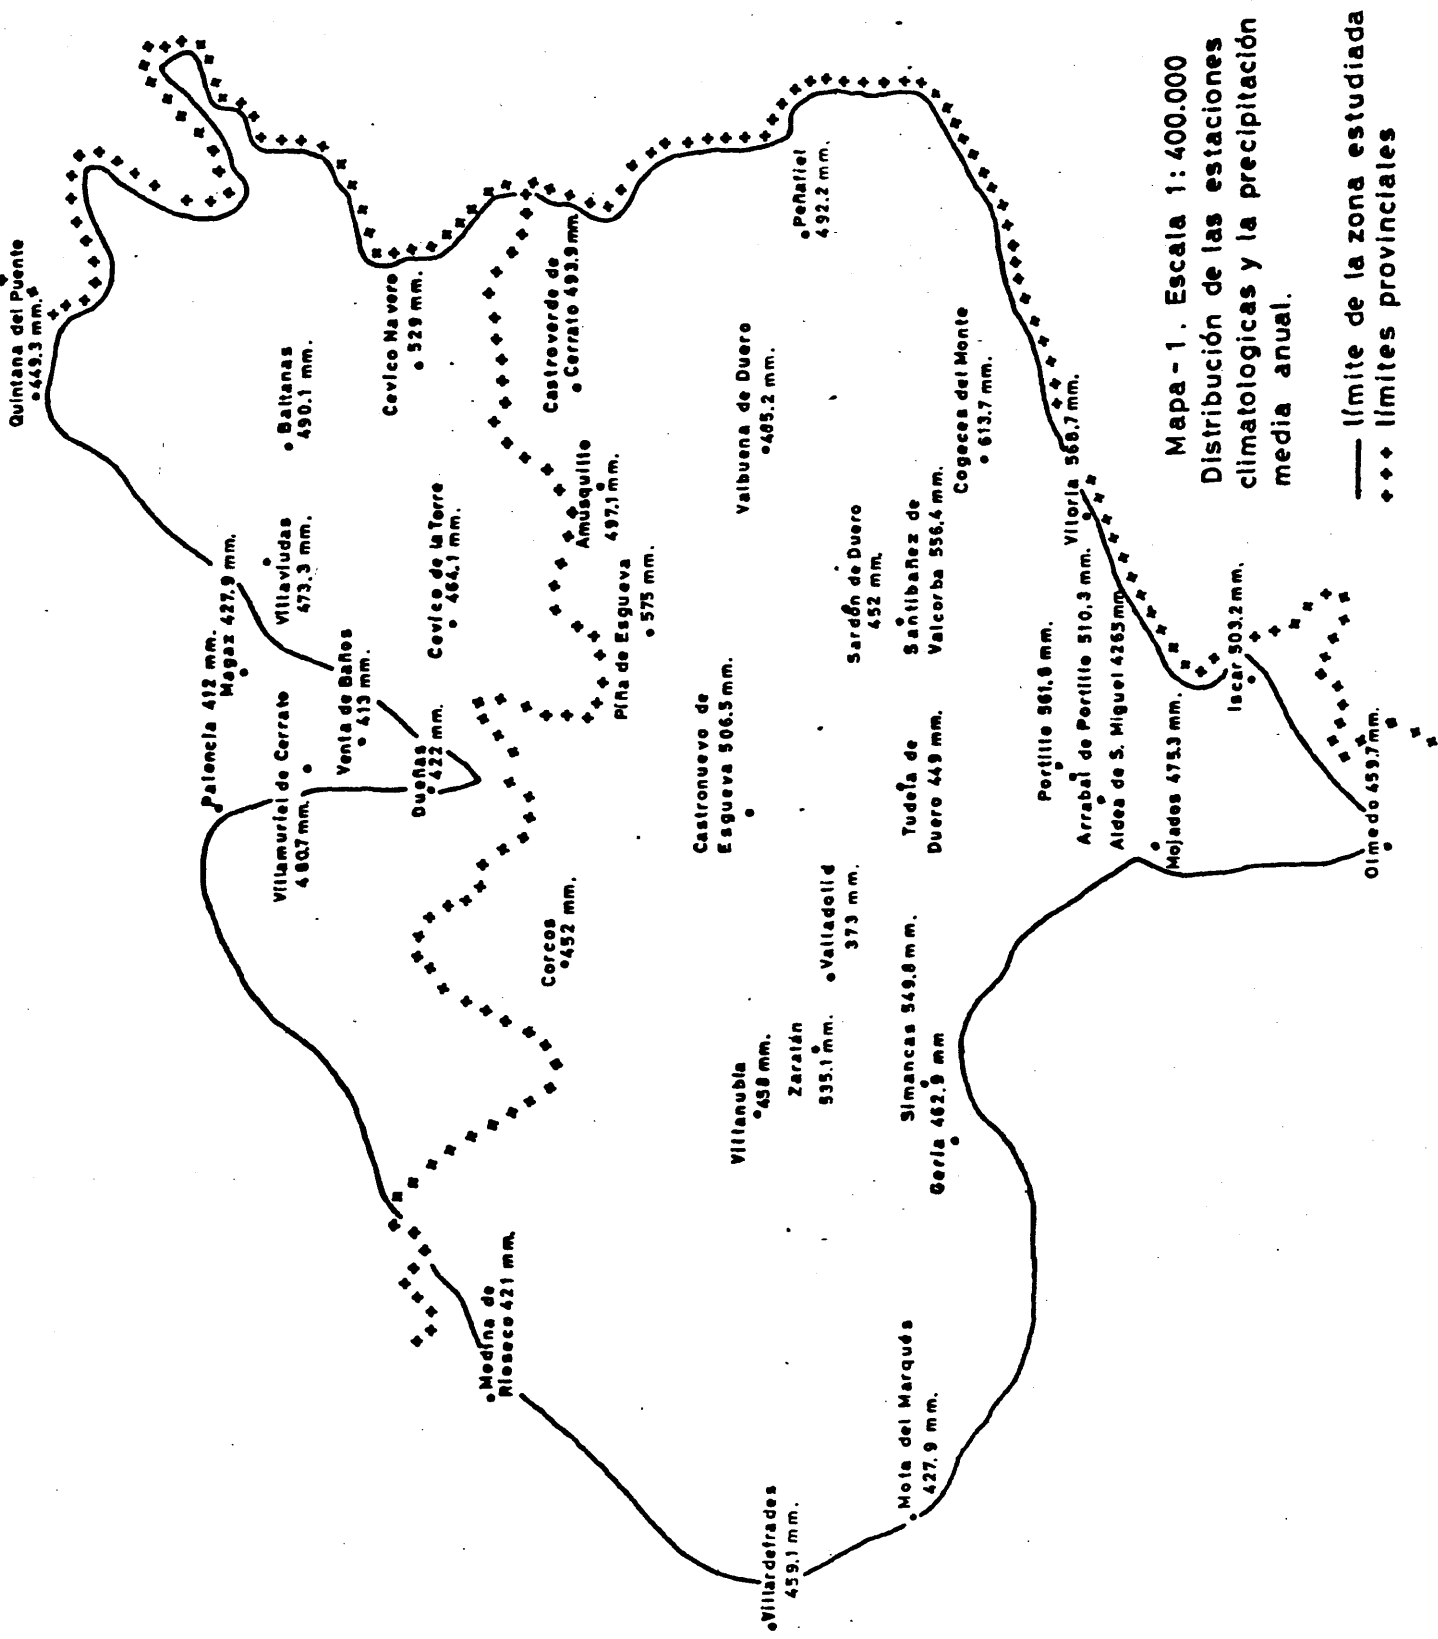 Quintana del Puente
449.3 mm.
Palencia 412 mm.
Magaz 427.9 mm.
Villamuriel de Cerrato
480.7 mm.
Villaviudas
473.3 mm.
Baltanas
490.1 mm.
Venta de Baños
413 mm.
Cevico Navero
529 mm.
Dueñas
422 mm.
Cevico de la Torre
464.1 mm.
Medina de
Rioseco 421 mm.
Corcos
452 mm.
Castroverde de
Cerrato 493.9 mm.
Amusquillo
497.1 mm.
Piña de Esgueva
575 mm.
Castronuevo de
Esgueva 506.5 mm.
Villanubla
458 mm.
Valbuena de Duero
485.2 mm.
Villardefrades
459.1 mm.
Zaratán
535.1 mm.
Valladolid
373 mm.
Peñafiel
492.2 mm.
Sardón de Duero
452 mm.
Mota del Marqués
427.9 mm.
Simancas 549.8 mm.
Geria 462.9 mm
Tudela de
Duero 449 mm.
Santibañez de
Valcorba 556.4 mm.
Cogeces del Monte
613.7 mm.
Portillo 561.8 mm.
Arrabal de Portillo 510.3 mm.
Viloria 568.7 mm.
Aldea de S. Miguel 4265 mm
Mojados 475.3 mm.
Iscar 503.2 mm.
Olmedo 459.7 mm.
Mapa-1. Escala 1:400.000
Distribución de las estaciones
climatologicas y la precipitación
media anual.
límite de la zona estudiada
+++ límites provinciales